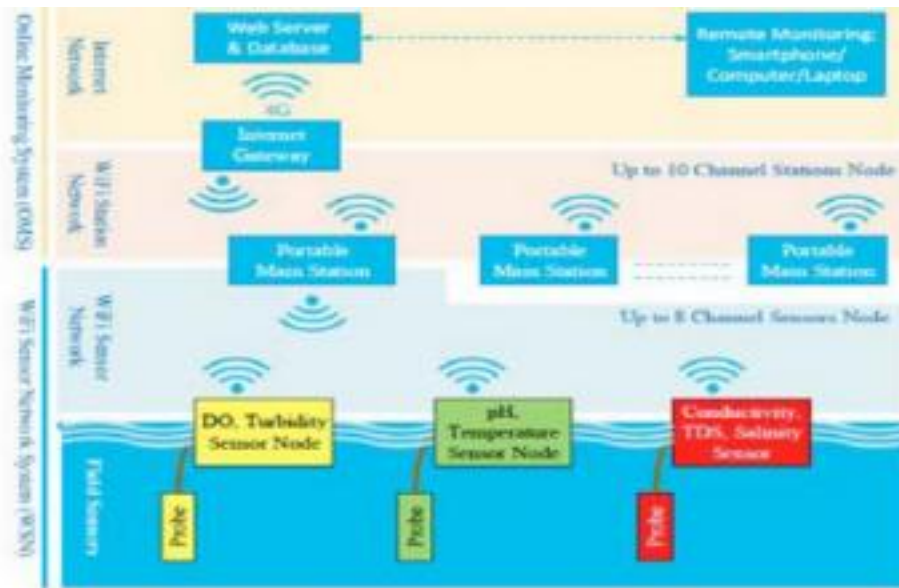 Online Monitoring System (OMS)
Internet
Network
Web Server
& Database
Remote Monitoring:
Smartphone/
Computer/Laptop
4G
Internet
Gateway
WiFi Station
Network
Up to 10 Channel Stations Node
Portable
Mass Station
Portable
Mass Station
Portable
Mass Station
WiFi Sensor Network System (WSN)
WiFi Sensor
Network
Up to 8 Channel Sensors Node
DO, Turbidity
Sensor Node
pH,
Temperature
Sensor Node
Conductivity,
TDS, Salinity
Sensor
Field Sensors
Probe
Probe
Probe